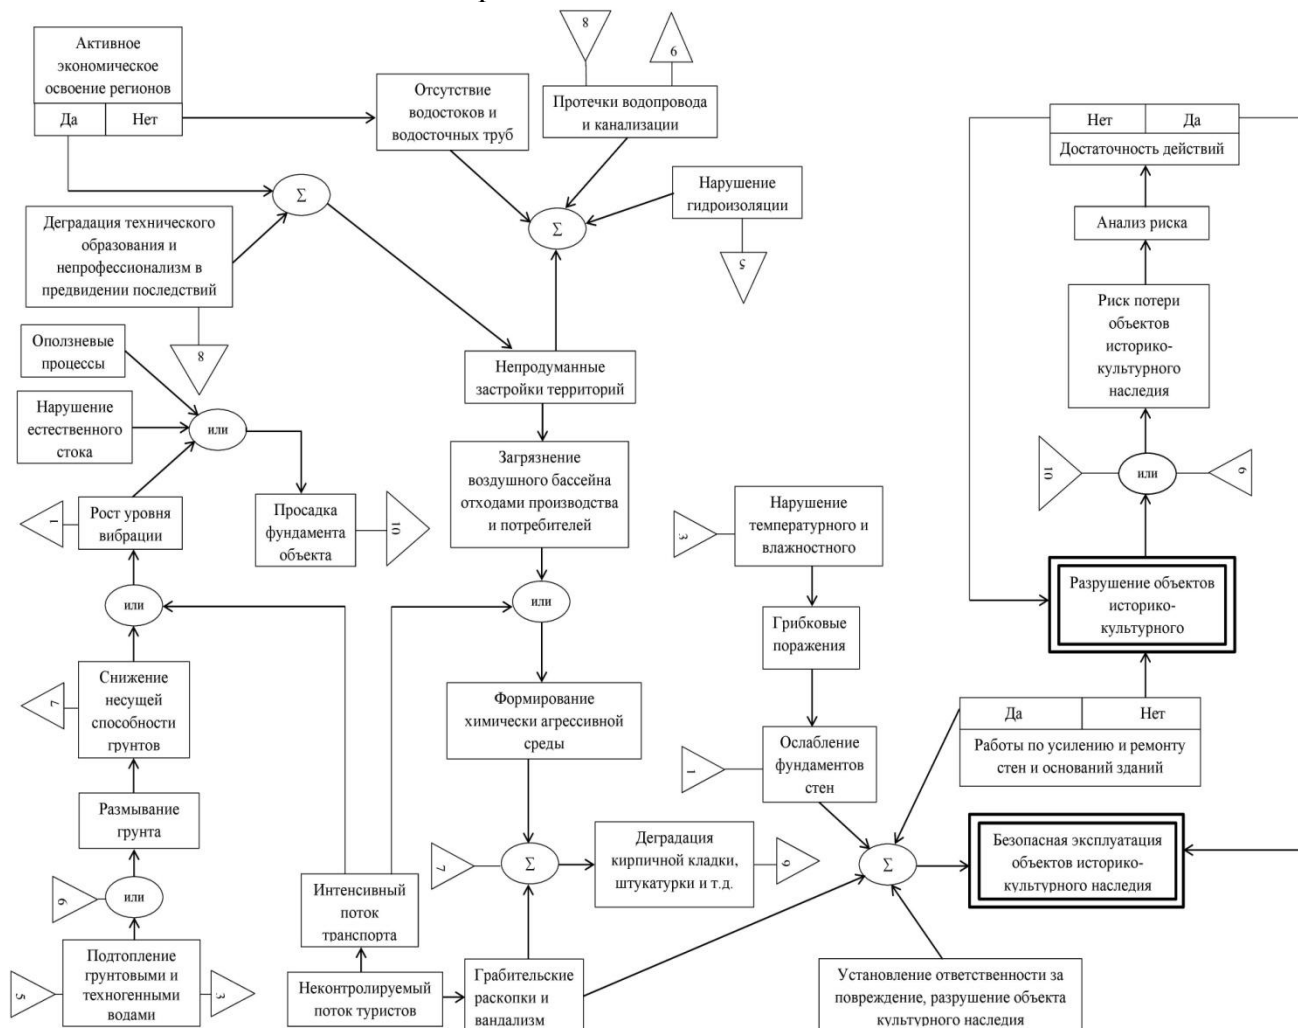 Активное
экономическое
освоение регионов
Да
Нет
Отсутствие
водостоков и
водосточных труб
8
6
Протечки водопровода
и канализации
Нарушение
гидроизоляции
5
Σ
Σ
Деградация технического
образования и
непрофессионализм в
предвидении последствий
8
Оползневые
процессы
Нарушение
естественного
стока
или
Рост уровня
вибрации
1
Просадка
фундамента
объекта
10
или
Снижение
несущей
способности
грунтов
7
Размывание
грунта
6
или
Подтопление
грунтовыми и
техногенными
водами
5
3
Непродуманные
застройки территорий
Загрязнение
воздушного бассейна
отходами производства
и потребителей
или
Формирование
химически агрессивной
среды
7
Σ
Деградация
кирпичной кладки,
штукатурки и т.д.
9
Интенсивный
поток
транспорта
Неконтролируемый
поток туристов
Грабительские
раскопки и
вандализм
3
Нарушение
температурного и
влажностного
Грибковые
поражения
1
Ослабление
фундаментов
стен
Σ
Нет
Да
Достаточность действий
Анализ риска
Риск потери
объектов
историко-
культурного
наследия
10
или
9
Разрушение объектов
историко-
культурного
Да
Нет
Работы по усилению и ремонту
стен и оснований зданий
Безопасная эксплуатация
объектов историко-
культурного наследия
Установление ответственности за
повреждение, разрушение объекта
культурного наследия